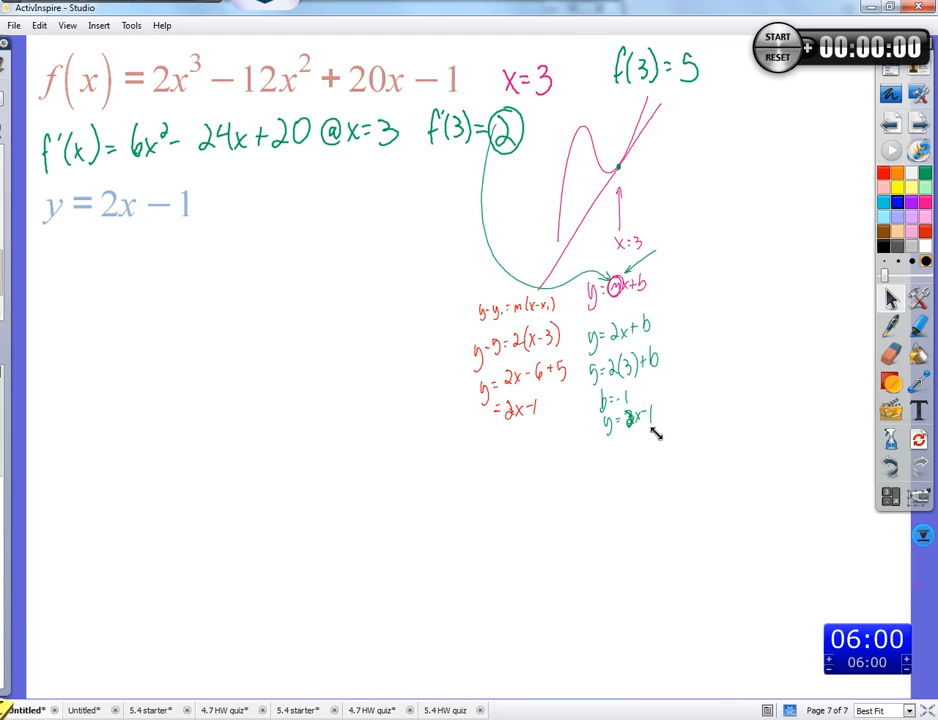 ActivInspire - Studio
File Edit View Insert Tools Help
START
RESET
+ 00:00:00
f(x) = 2x³ − 12x² + 20x − 1
x=3
f(3)=5
f'(x) = 6x² - 24x+20 @x=3 f'(3)=2
y = 2x − 1
x=3
y=mx+b
y-y₁=m(x-x₁)
y=2x+b
y-5=2(x-3)
5=2(3)+b
y=2x-6+5
b=-1
=2x-1
y=2x-1
06:00
06:00
Untitled* Untitled* 5.4 starter* 4.7 HW quiz* 5.4 starter* 4.7 HW quiz* 5.4 HW quiz
Page 7 of 7
Best Fit